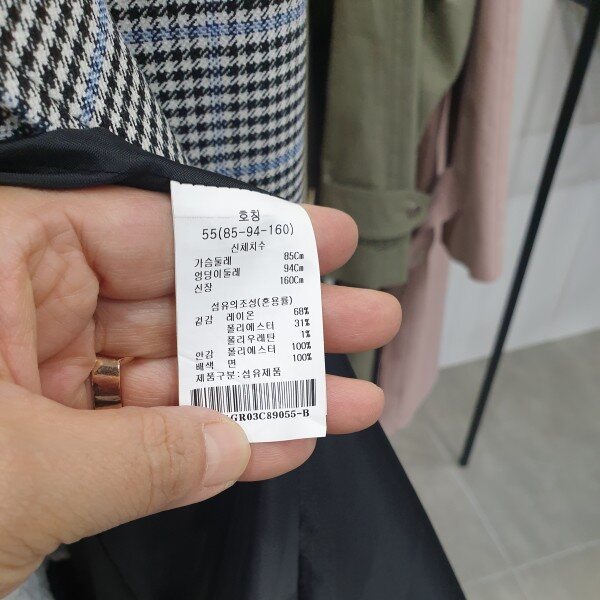 호칭
55(85-94-160)
신체치수
가슴둘레 85Cm
엉덩이둘레 94Cm
신장 160Cm
섬유의조성(혼용률)
겉감 레이온 68%
폴리에스터 31%
폴리우레탄 1%
안감 폴리에스터 100%
배색 면 100%
제품구분:섬유제품
GR03C89055-B